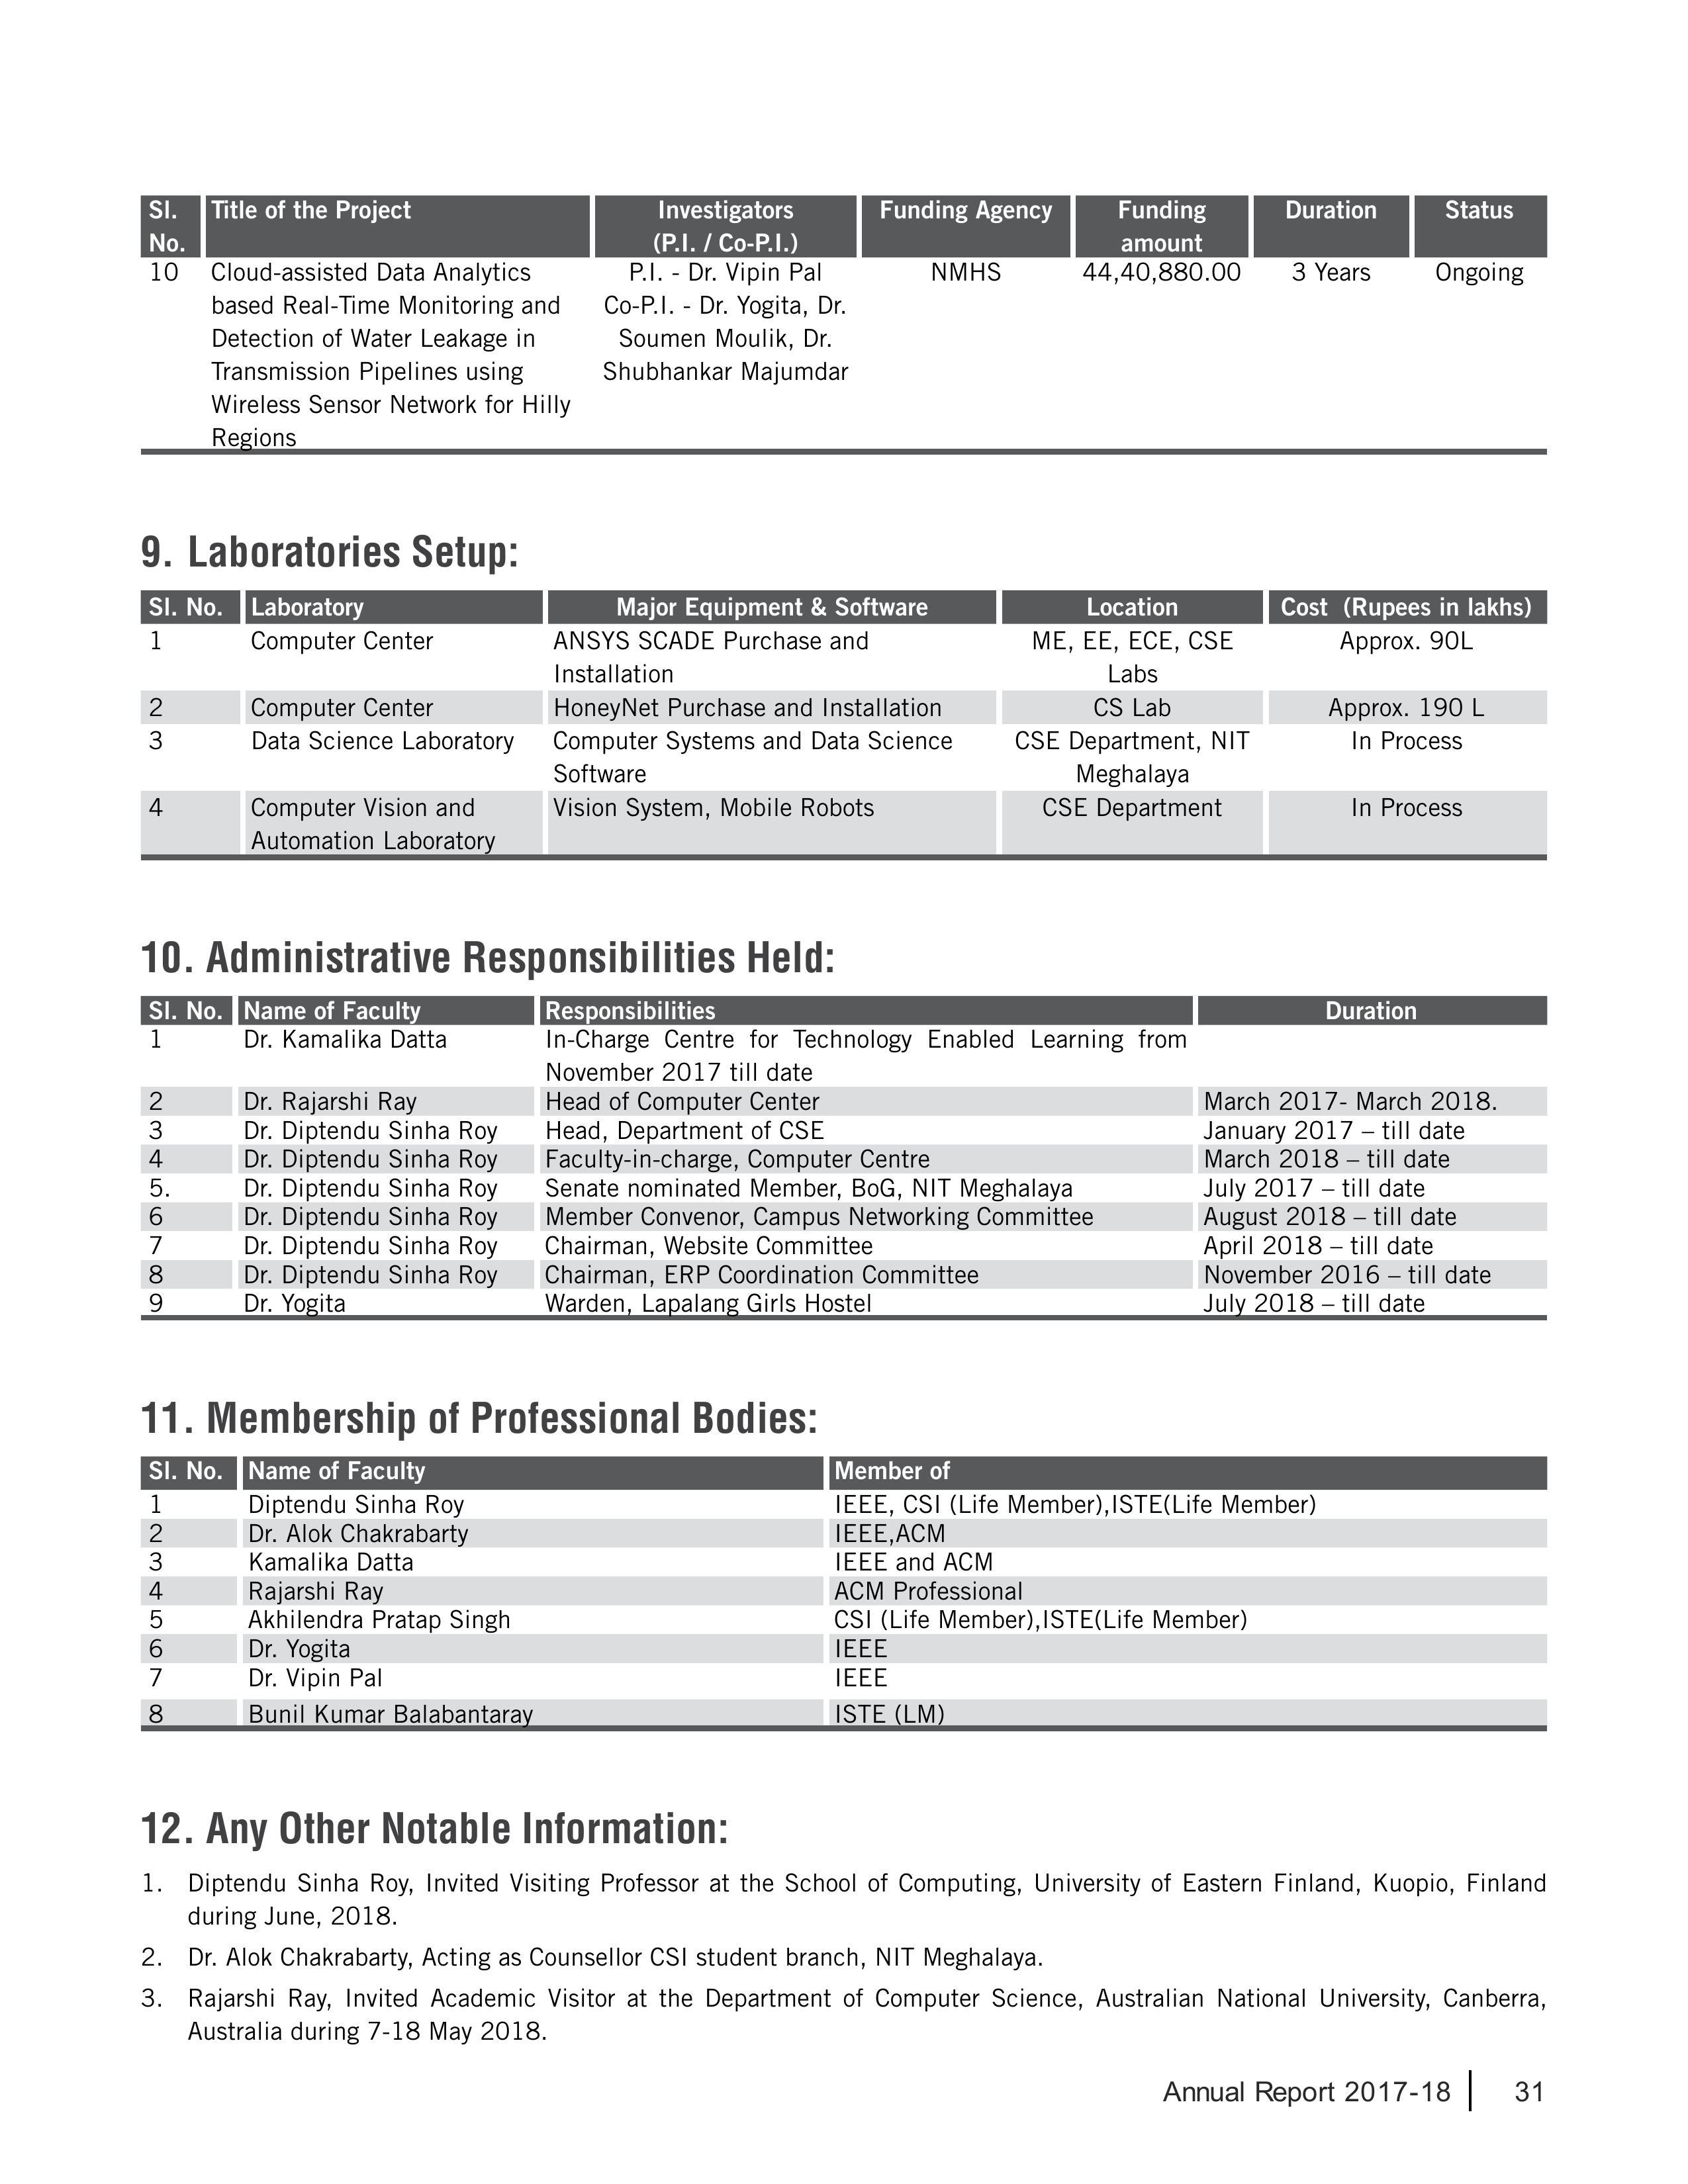 Sl. No. Title of the Project Investigators (P.I. / Co-P.I.) Funding Agency Funding amount Duration Status
10 Cloud-assisted Data Analytics based Real-Time Monitoring and Detection of Water Leakage in Transmission Pipelines using Wireless Sensor Network for Hilly Regions P.I. - Dr. Vipin Pal Co-P.I. - Dr. Yogita, Dr. Soumen Moulik, Dr. Shubhankar Majumdar NMHS 44,40,880.00 3 Years Ongoing
9. Laboratories Setup:
Sl. No. Laboratory Major Equipment & Software Location Cost (Rupees in lakhs)
1 Computer Center ANSYS SCADE Purchase and Installation ME, EE, ECE, CSE Labs Approx. 90L
2 Computer Center HoneyNet Purchase and Installation CS Lab Approx. 190 L
3 Data Science Laboratory Computer Systems and Data Science Software CSE Department, NIT Meghalaya In Process
4 Computer Vision and Automation Laboratory Vision System, Mobile Robots CSE Department In Process
10. Administrative Responsibilities Held:
Sl. No. Name of Faculty Responsibilities Duration
1 Dr. Kamalika Datta In-Charge Centre for Technology Enabled Learning from November 2017 till date
2 Dr. Rajarshi Ray Head of Computer Center March 2017- March 2018.
3 Dr. Diptendu Sinha Roy Head, Department of CSE January 2017 – till date
4 Dr. Diptendu Sinha Roy Faculty-in-charge, Computer Centre March 2018 – till date
5. Dr. Diptendu Sinha Roy Senate nominated Member, BoG, NIT Meghalaya July 2017 – till date
6 Dr. Diptendu Sinha Roy Member Convenor, Campus Networking Committee August 2018 – till date
7 Dr. Diptendu Sinha Roy Chairman, Website Committee April 2018 – till date
8 Dr. Diptendu Sinha Roy Chairman, ERP Coordination Committee November 2016 – till date
9 Dr. Yogita Warden, Lapalang Girls Hostel July 2018 – till date
11. Membership of Professional Bodies:
Sl. No. Name of Faculty Member of
1 Diptendu Sinha Roy IEEE, CSI (Life Member),ISTE(Life Member)
2 Dr. Alok Chakrabarty IEEE,ACM
3 Kamalika Datta IEEE and ACM
4 Rajarshi Ray ACM Professional
5 Akhilendra Pratap Singh CSI (Life Member),ISTE(Life Member)
6 Dr. Yogita IEEE
7 Dr. Vipin Pal IEEE
8 Bunil Kumar Balabantaray ISTE (LM)
12. Any Other Notable Information:
1. Diptendu Sinha Roy, Invited Visiting Professor at the School of Computing, University of Eastern Finland, Kuopio, Finland
during June, 2018.
2. Dr. Alok Chakrabarty, Acting as Counsellor CSI student branch, NIT Meghalaya.
3. Rajarshi Ray, Invited Academic Visitor at the Department of Computer Science, Australian National University, Canberra,
Australia during 7-18 May 2018.
Annual Report 2017-18 31